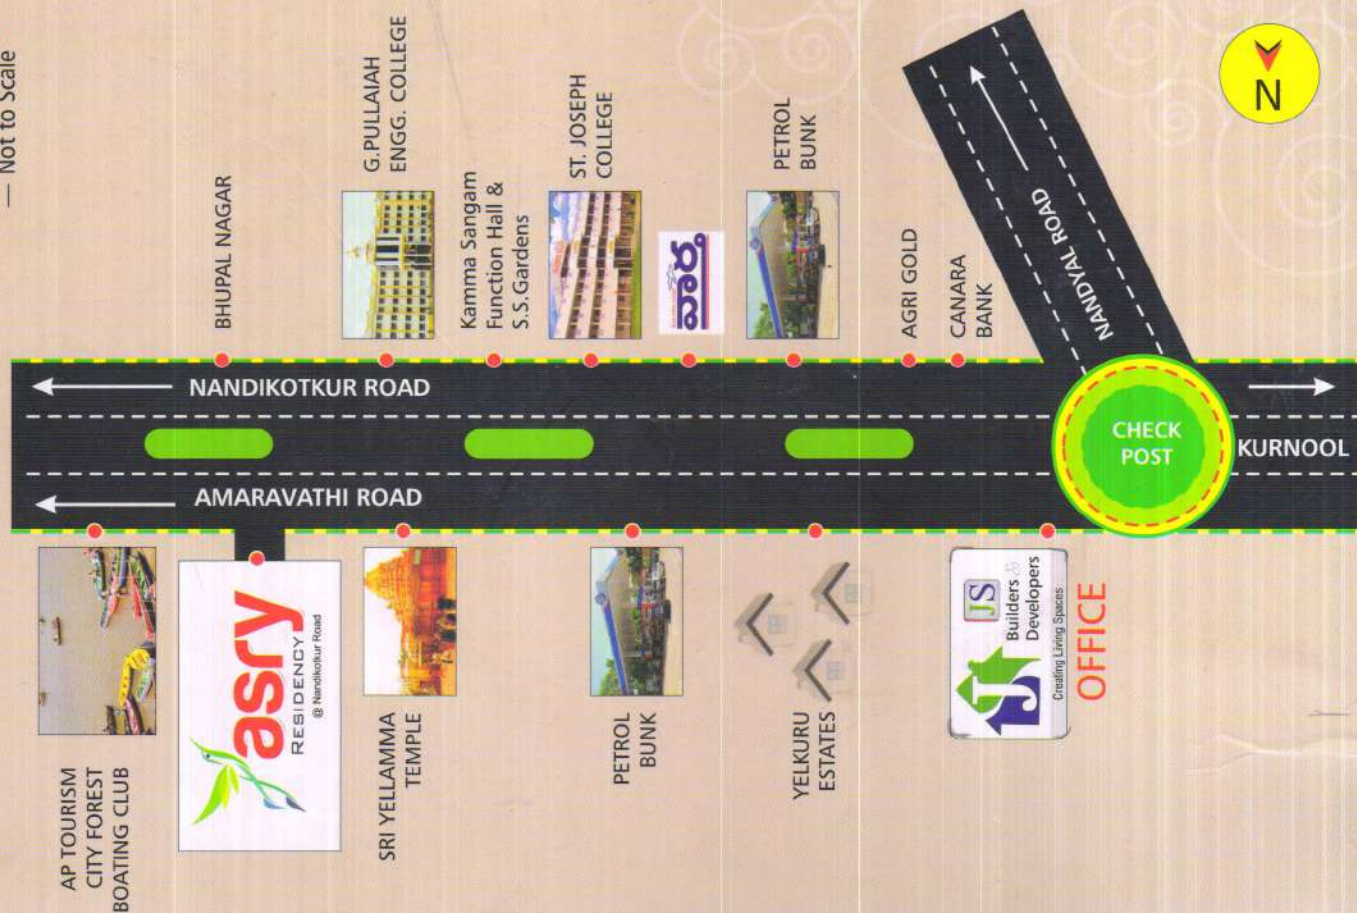 — Not to Scale
BHUPAL NAGAR
G.PULLAIAH
ENGG. COLLEGE
Kamma Sangam
Function Hall &
S.S.Gardens
ST. JOSEPH
COLLEGE
వార్త
PETROL
BUNK
AGRI GOLD
CANARA
BANK
NANDYAL ROAD
N
NANDIKOTKUR ROAD
AMARAVATHI ROAD
CHECK
POST
KURNOOL
AP TOURISM
CITY FOREST
BOATING CLUB
asry
RESIDENCY
@ Nandikotkur Road
SRI YELLAMMA
TEMPLE
PETROL
BUNK
YELKURU
ESTATES
J
JS
Builders &
Developers
Creating Living Spaces
OFFICE